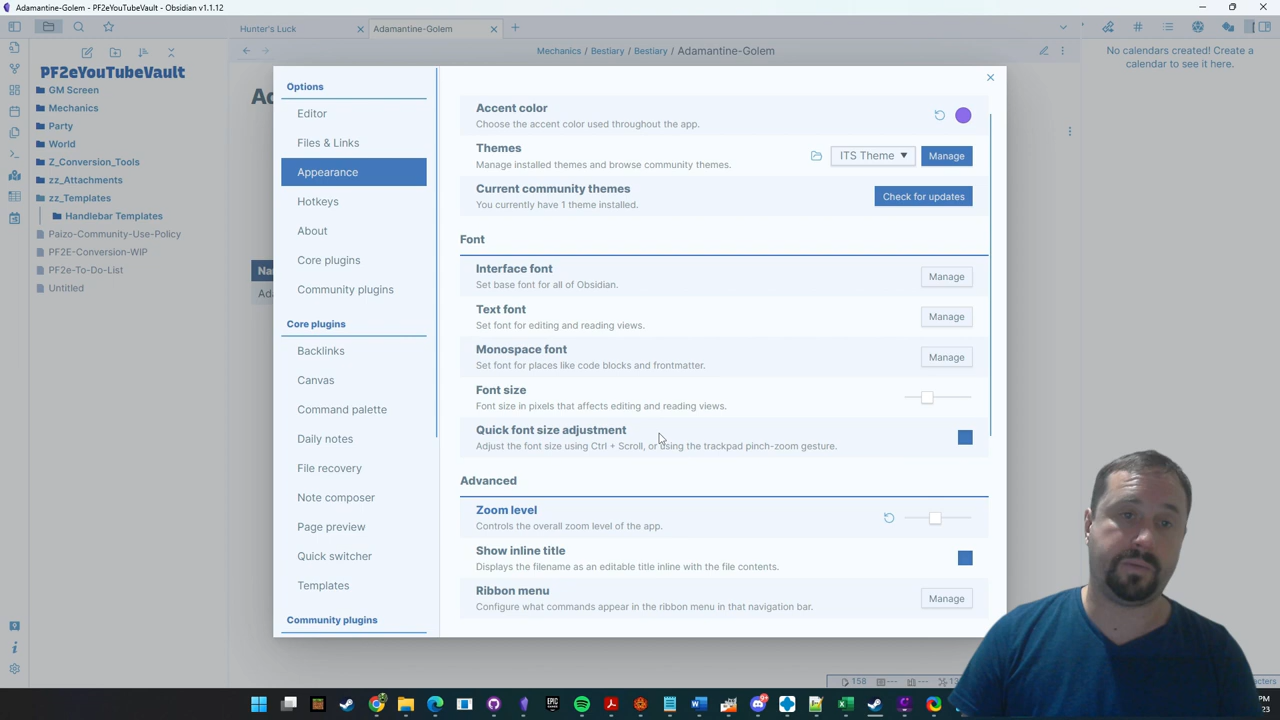 Adamantine-Golem - PF2eYouTubeVault - Obsidian v1.1.12
Hunter's Luck
Adamantine-Golem
Mechanics / Bestiary / Bestiary / Adamantine-Golem
No calendars created! Create a
calendar to see it here.
PF2eYouTubeVault
GM Screen
Mechanics
Party
World
Z_Conversion_Tools
zz_Attachments
zz_Templates
Handlebar Templates
Paizo-Community-Use-Policy
PF2E-Conversion-WIP
PF2e-To-Do-List
Untitled
Options
Editor
Files & Links
Appearance
Hotkeys
About
Core plugins
Community plugins
Core plugins
Backlinks
Canvas
Command palette
Daily notes
File recovery
Note composer
Page preview
Quick switcher
Templates
Community plugins
Accent color
Choose the accent color used throughout the app.
Themes
Manage installed themes and browse community themes.
ITS Theme
Manage
Current community themes
You currently have 1 theme installed.
Check for updates
Font
Interface font
Set base font for all of Obsidian.
Manage
Text font
Set font for editing and reading views.
Manage
Monospace font
Set font for places like code blocks and frontmatter.
Manage
Font size
Font size in pixels that affects editing and reading views.
Quick font size adjustment
Adjust the font size using Ctrl + Scroll, or using the trackpad pinch-zoom gesture.
Advanced
Zoom level
Controls the overall zoom level of the app.
Show inline title
Displays the filename as an editable title inline with the file contents.
Ribbon menu
Configure what commands appear in the ribbon menu in that navigation bar.
Manage
158